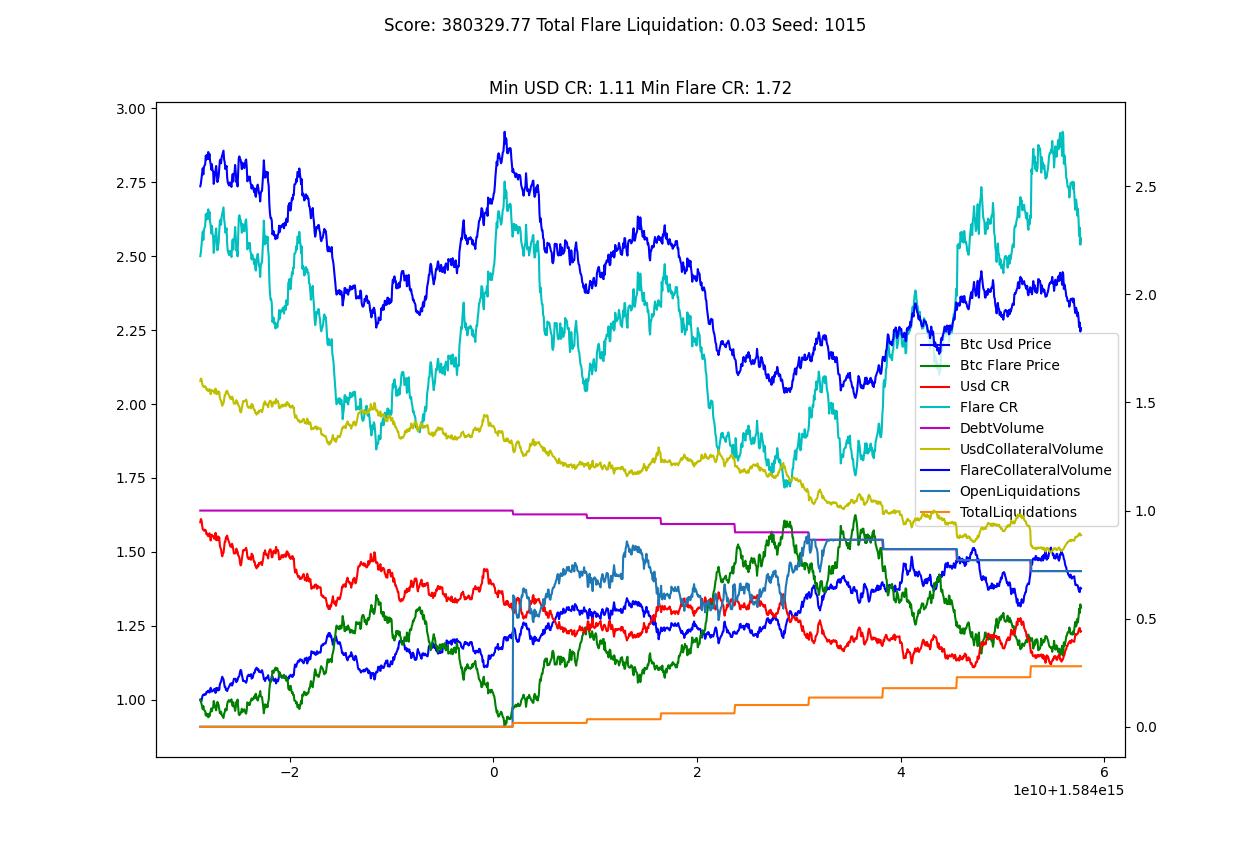 Score: 380329.77 Total Flare Liquidation: 0.03 Seed: 1015
Min USD CR: 1.11 Min Flare CR: 1.72
3.00
2.75
2.50
2.25
2.00
1.75
1.50
1.25
1.00
2.5
2.0
1.5
1.0
0.5
0.0
Btc Usd Price
Btc Flare Price
Usd CR
Flare CR
DebtVolume
UsdCollateralVolume
FlareCollateralVolume
OpenLiquidations
TotalLiquidations
−2 0 2 4 6
1e10+1.584e15